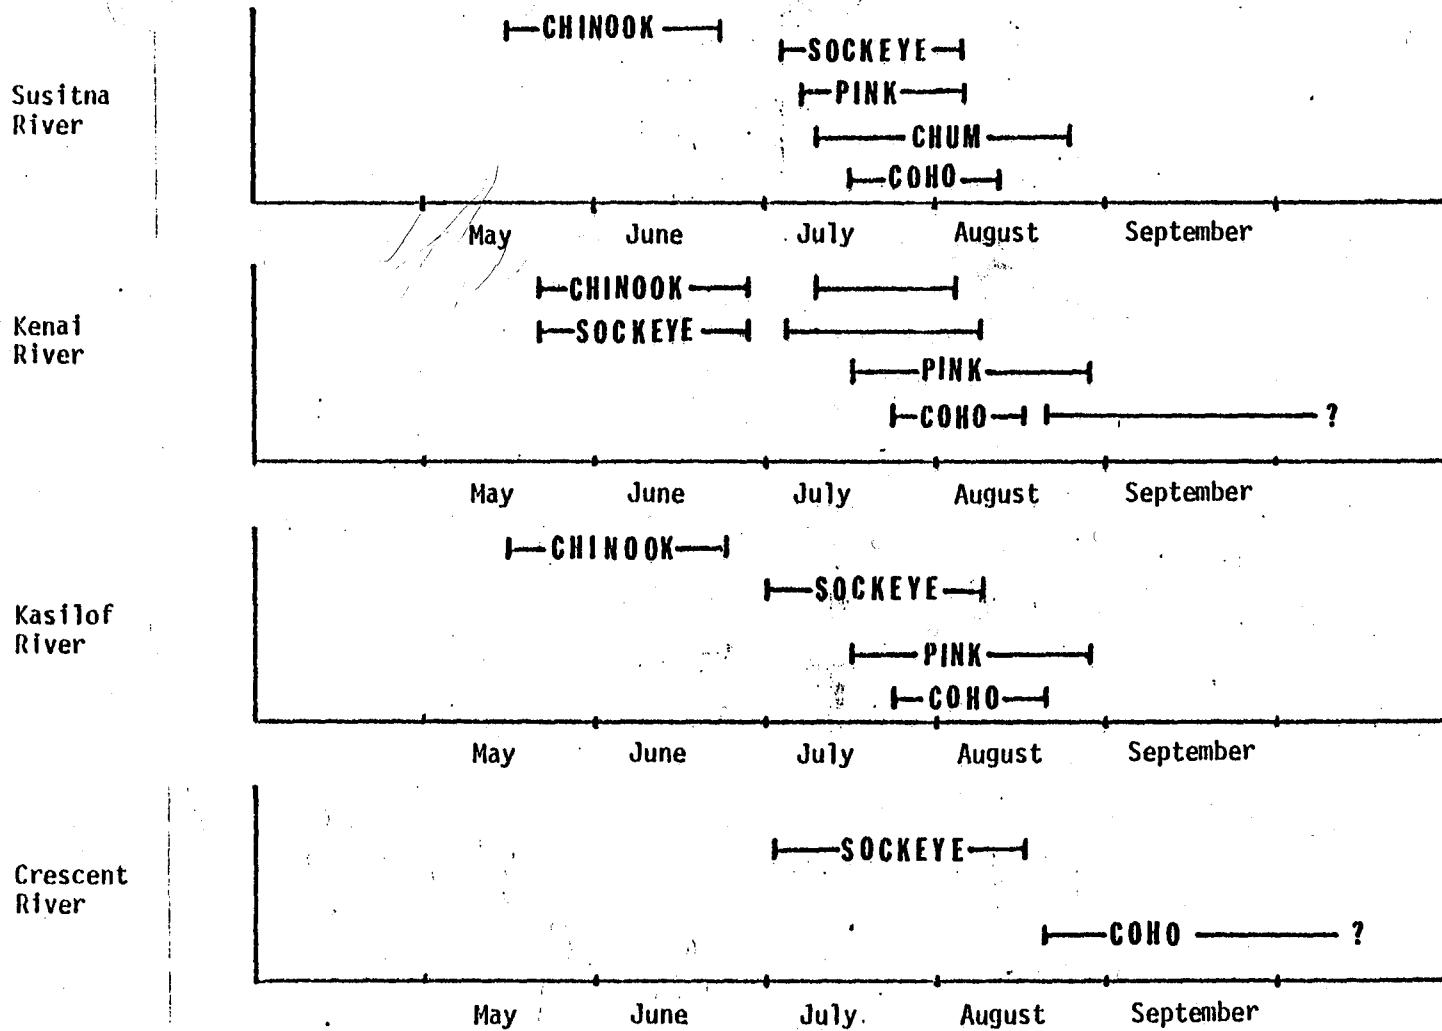 CHINOOK
SOCKEYE
Susitna
River
PINK
CHUM
COHO
May June July August September
Kenai
River
CHINOOK
SOCKEYE
PINK
COHO ?
May June July August September
Kasilof
River
CHINOOK
SOCKEYE
PINK
COHO
May June July August September
Crescent
River
SOCKEYE
COHO ?
May June July August September